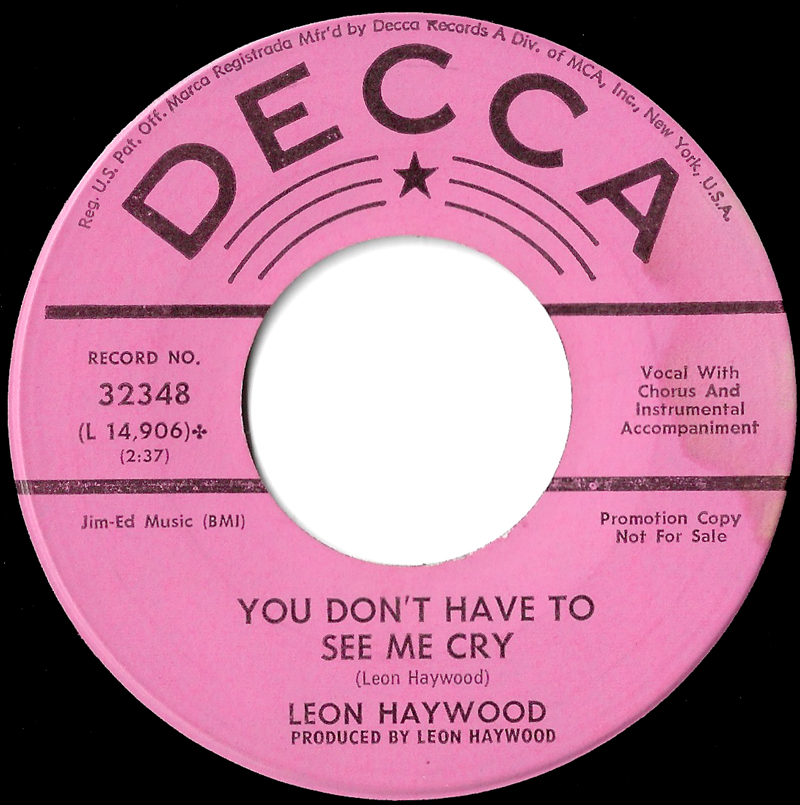 Reg. U.S. Pat. Off. Marca Registrada Mfr'd by Decca Records A Div. of MCA, Inc., New York, U.S.A.
DECCA
RECORD NO.
32348
(L 14,906)✤
(2:37)
Vocal With
Chorus And
Instrumental
Accompaniment
Jim-Ed Music (BMI)
Promotion Copy
Not For Sale
YOU DON'T HAVE TO
SEE ME CRY
(Leon Haywood)
LEON HAYWOOD
PRODUCED BY LEON HAYWOOD